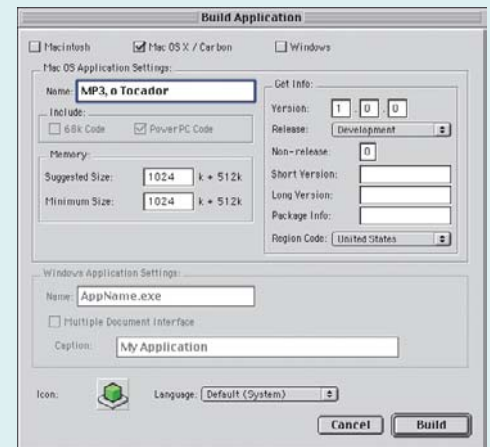 Build Application
Macintosh Mac OS X / Carbon Windows
Mac OS Application Settings:
Name: MP3, o Tocador
Include:
68k Code PowerPC Code
Memory:
Suggested Size: 1024 k + 512k
Minimum Size: 1024 k + 512k
Get Info:
Version: 1 . 0 . 0
Release: Development
Non-release: 0
Short Version:
Long Version:
Package Info:
Region Code: United States
Windows Application Settings:
Name: AppName.exe
Multiple Document Interface
Caption: My Application
Icon: Language: Default (System)
Cancel Build